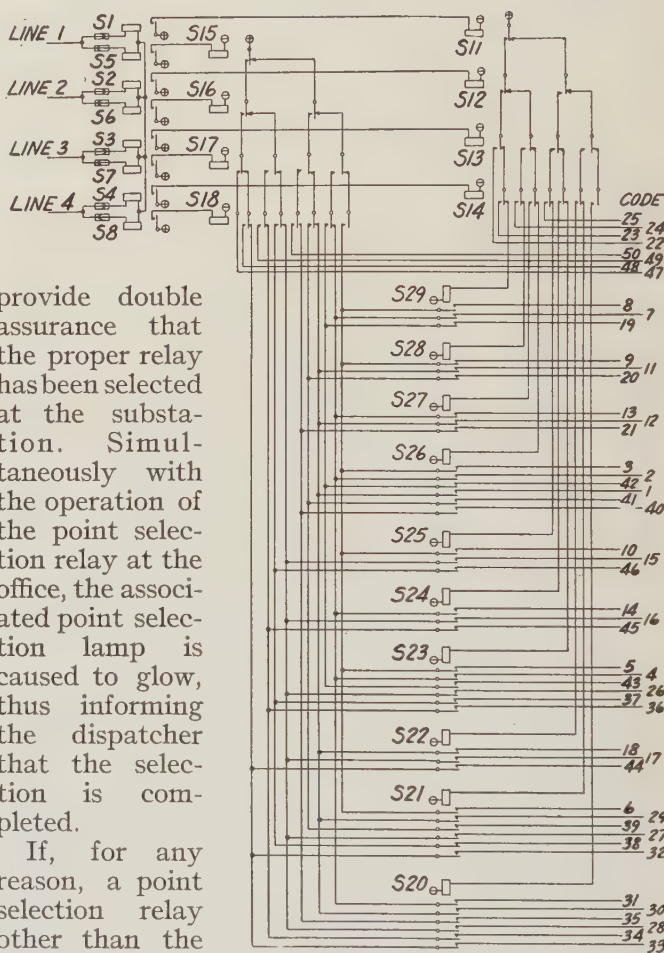 LINE 1
S1
S5
LINE 2
S2
S6
LINE 3
S3
S7
LINE 4
S4
S8
S15
S16
S17
S18
S11
S12
S13
S14
CODE
25
24
23
22
50
49
48
47
S29
8
7
19
S28
9
11
20
S27
13
12
21
S26
3
2
42
1
41
40
S25
10
15
46
S24
14
16
45
S23
5
4
43
26
37
36
S22
18
17
44
S21
6
29
39
27
38
32
S20
31
30
35
28
34
33
provide double
assurance that
the proper relay
has been selected
at the substa-
tion. Simul-
taneously with
the operation of
the point selec-
tion relay at the
office, the associ-
ated point selec-
tion lamp is
caused to glow,
thus informing
the dispatcher
that the selec-
tion is com-
pleted.
If, for any
reason, a point
selection relay
other than the